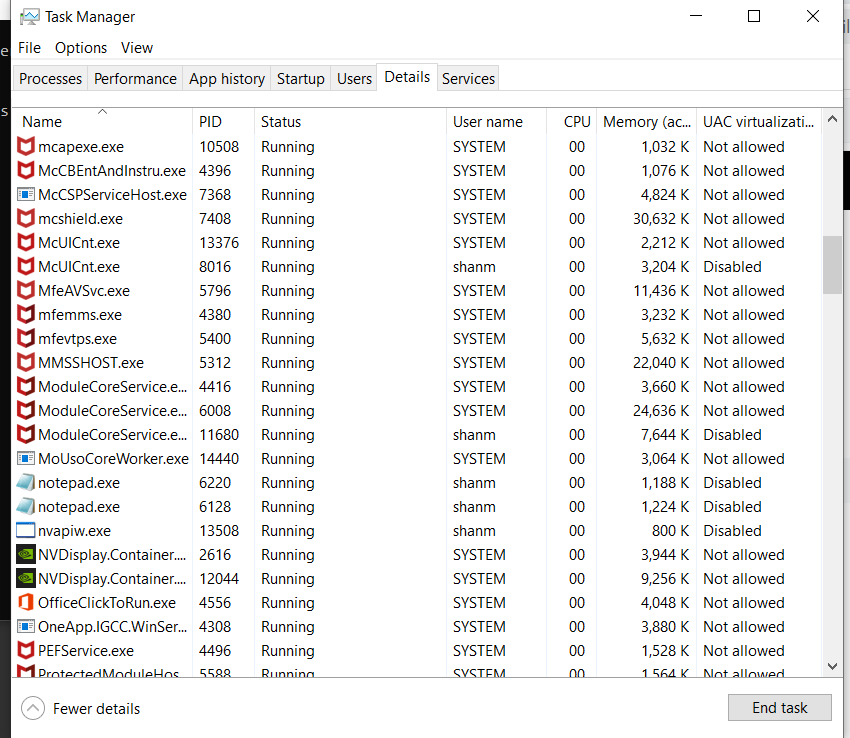 Task Manager
File Options View
Processes Performance App history Startup Users Details Services
Name PID Status User name CPU Memory (ac... UAC virtualizati...
mcapexe.exe 10508 Running SYSTEM 00 1,032 K Not allowed
McCBEntAndInstru.exe 4396 Running SYSTEM 00 1,076 K Not allowed
McCSPServiceHost.exe 7368 Running SYSTEM 00 4,824 K Not allowed
mcshield.exe 7408 Running SYSTEM 00 30,632 K Not allowed
McUICnt.exe 13376 Running SYSTEM 00 2,212 K Not allowed
McUICnt.exe 8016 Running shanm 00 3,204 K Disabled
MfeAVSvc.exe 5796 Running SYSTEM 00 11,436 K Not allowed
mfemms.exe 4380 Running SYSTEM 00 3,232 K Not allowed
mfevtps.exe 5400 Running SYSTEM 00 5,632 K Not allowed
MMSSHOST.exe 5312 Running SYSTEM 00 22,040 K Not allowed
ModuleCoreService.e... 4416 Running SYSTEM 00 3,660 K Not allowed
ModuleCoreService.e... 6008 Running SYSTEM 00 24,636 K Not allowed
ModuleCoreService.e... 11680 Running shanm 00 7,644 K Disabled
MoUsoCoreWorker.exe 14440 Running SYSTEM 00 3,064 K Not allowed
notepad.exe 6220 Running shanm 00 1,188 K Disabled
notepad.exe 6128 Running shanm 00 1,224 K Disabled
nvapiw.exe 13508 Running shanm 00 800 K Disabled
NVDisplay.Container.... 2616 Running SYSTEM 00 3,944 K Not allowed
NVDisplay.Container.... 12044 Running SYSTEM 00 9,256 K Not allowed
OfficeClickToRun.exe 4556 Running SYSTEM 00 4,048 K Not allowed
OneApp.IGCC.WinSer... 4308 Running SYSTEM 00 3,880 K Not allowed
PEFService.exe 4496 Running SYSTEM 00 1,528 K Not allowed
ProtectedModuleHos... 5588 Running SYSTEM 00 1,564 K Not allowed
Fewer details End task